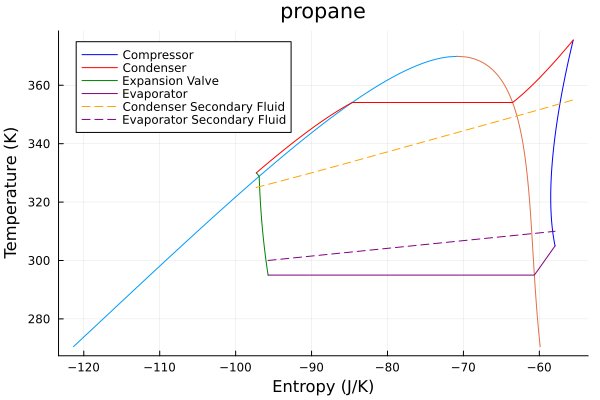 propane
Compressor
Condenser
Expansion Valve
Evaporator
Condenser Secondary Fluid
Evaporator Secondary Fluid
Temperature (K)
360
340
320
300
280
−120
−110
−100
−90
−80
−70
−60
Entropy (J/K)